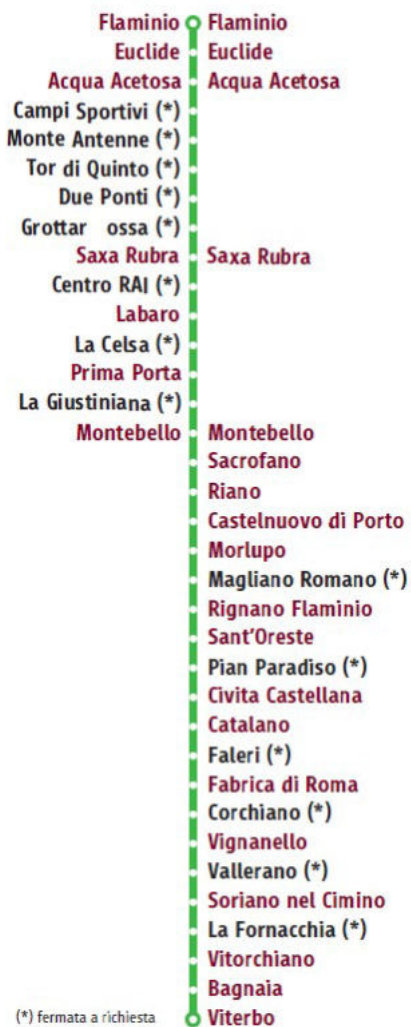 Flaminio Flaminio
Euclide Euclide
Acqua Acetosa Acqua Acetosa
Campi Sportivi (*)
Monte Antenne (*)
Tor di Quinto (*)
Due Ponti (*)
Grottar ossa (*)
Saxa Rubra Saxa Rubra
Centro RAI (*)
Labaro
La Celsa (*)
Prima Porta
La Giustiniana (*)
Montebello Montebello
Sacrofano
Riano
Castelnuovo di Porto
Morlupo
Magliano Romano (*)
Rignano Flaminio
Sant'Oreste
Pian Paradiso (*)
Civita Castellana
Catalano
Faleri (*)
Fabrica di Roma
Corchiano (*)
Vignanello
Vallerano (*)
Soriano nel Cimino
La Fornacchia (*)
Vitorchiano
Bagnaia
(*) fermata a richiesta Viterbo